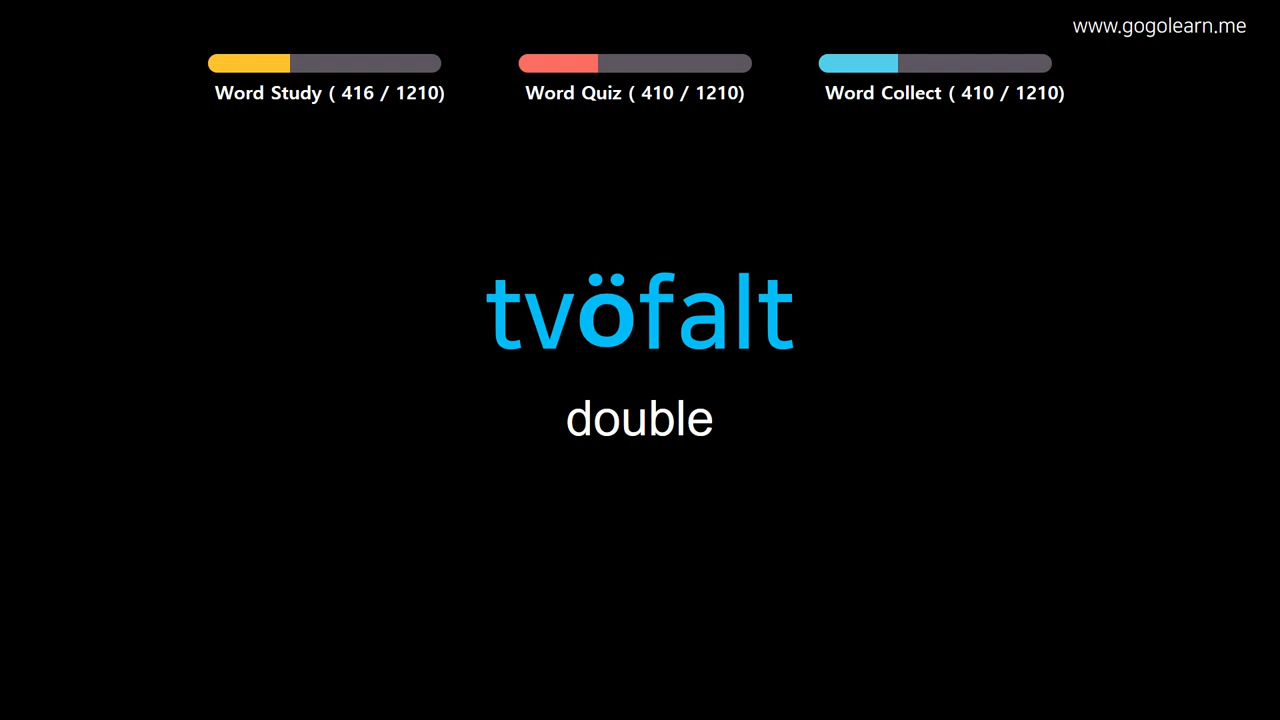 www.gogolearn.me
Word Study ( 416 / 1210)
Word Quiz ( 410 / 1210)
Word Collect ( 410 / 1210)
tvöfalt
double